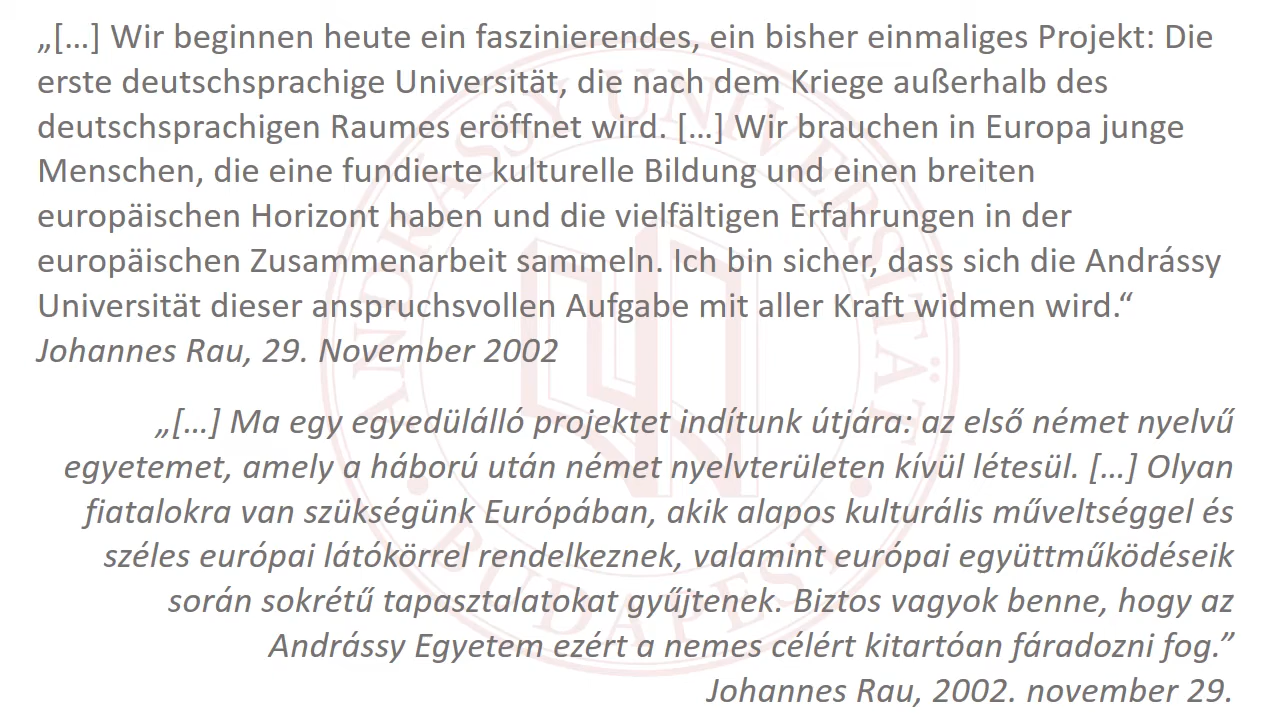 „[…] Wir beginnen heute ein faszinierendes, ein bisher einmaliges Projekt: Die
erste deutschsprachige Universität, die nach dem Kriege außerhalb des
deutschsprachigen Raumes eröffnet wird. […] Wir brauchen in Europa junge
Menschen, die eine fundierte kulturelle Bildung und einen breiten
europäischen Horizont haben und die vielfältigen Erfahrungen in der
europäischen Zusammenarbeit sammeln. Ich bin sicher, dass sich die Andrássy
Universität dieser anspruchsvollen Aufgabe mit aller Kraft widmen wird.“
Johannes Rau, 29. November 2002
„[…] Ma egy egyedülálló projektet indítunk útjára: az első német nyelvű
egyetemet, amely a háború után német nyelvterületen kívül létesül. […] Olyan
fiatalokra van szükségünk Európában, akik alapos kulturális műveltséggel és
széles európai látókörrel rendelkeznek, valamint európai együttműködéseik
során sokrétű tapasztalatokat gyűjtenek. Biztos vagyok benne, hogy az
Andrássy Egyetem ezért a nemes célért kitartóan fáradozni fog.”
Johannes Rau, 2002. november 29.
ANDRÁSSY UNIVERSITÄT
BUDAPEST